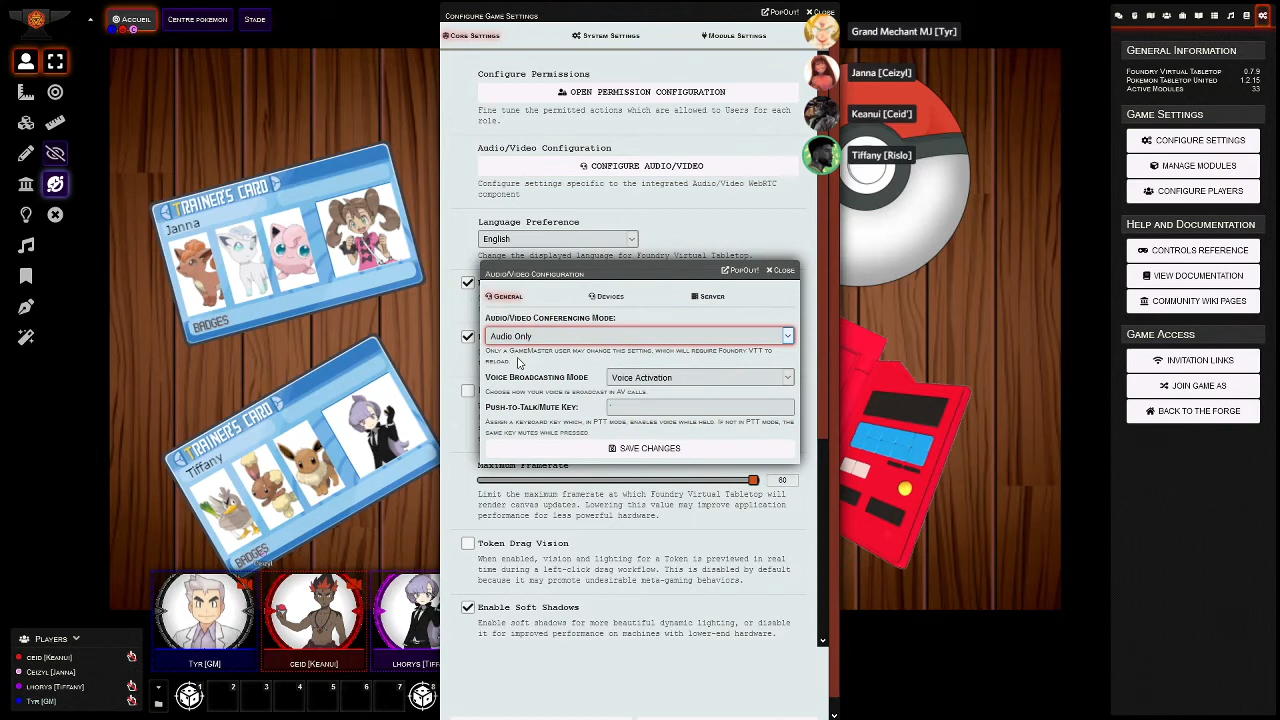 Accueil
Centre pokemon
Stade
TRAINER'S CARD
Janna
BADGES
TRAINER'S CARD
Tiffany
BADGES
Ceizyl
Tyr [GM]
Ceid [Keanui]
Lhorys [Tiff
Players
Ceid [Keanui]
Ceizyl [Janna]
Lhorys [Tiffany]
Tyr [GM]
1
2
3
4
5
6
7
8
Configure Game Settings
PopOut!
Close
Core Settings
System Settings
Module Settings
Configure Permissions
OPEN PERMISSION CONFIGURATION
Fine tune the permitted actions which are allowed to Users for each
role.
Audio/Video Configuration
CONFIGURE AUDIO/VIDEO
Configure settings specific to the integrated Audio/Video WebRTC
component
Language Preference
English
Change the displayed language for Foundry Virtual Tabletop.
Audio/Video Configuration
PopOut!
Close
General
Devices
Server
Audio/Video Conferencing Mode:
Audio Only
Only a GameMaster user may change this setting, which will require Foundry VTT to
reload.
Voice Broadcasting Mode
Voice Activation
Choose how your voice is broadcast in AV calls.
Push-to-Talk/Mute Key:
`
Assign a keyboard key which, in PTT mode, enables voice while held. If not in PTT mode, the
same key mutes while pressed.
Save Changes
Maximum Framerate
60
Limit the maximum framerate at which Foundry Virtual Tabletop will
render canvas updates. Lowering this value may improve application
performance for less powerful hardware.
Token Drag Vision
When enabled, vision and lighting for a Token is previewed in real
time during a left-click drag workflow. This is disabled by default
because it may promote undesirable meta-gaming behaviors.
Enable Soft Shadows
Enable soft shadows for more beautiful dynamic lighting, or disable
it for improved performance on machines with lower-end hardware.
Grand Mechant MJ [Tyr]
Janna [Ceizyl]
Keanui [Ceid']
Tiffany [Rislo]
General Information
Foundry Virtual Tabletop 0.7.9
Pokemon Tabletop United 1.2.15
Active Modules 33
Game Settings
Configure Settings
Manage Modules
Configure Players
Help and Documentation
Controls Reference
View Documentation
Community Wiki Pages
Game Access
Invitation Links
Join Game As
Back to the Forge